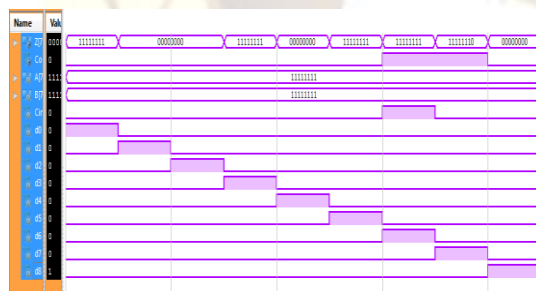 Name Valu
Z[7 000( 11111111 00000000 11111111 00000000 11111111 11111111 11111110 00000000
Co 0
A[7 1111 11111111
B[7 1111 11111111
Cin 0
d0 0
d1 0
d2 0
d3 0
d4 0
d5 0
d6 0
d7 0
d8 1